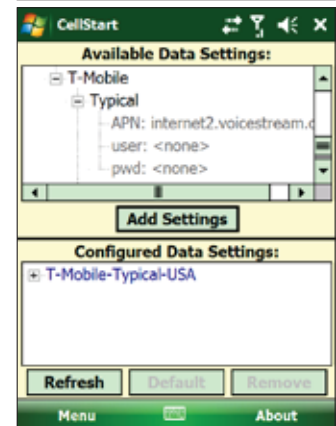 CellStart
Available Data Settings:
T-Mobile
Typical
APN: internet2.voicestream.c
user: <none>
pwd: <none>
Add Settings
Configured Data Settings:
T-Mobile-Typical-USA
Refresh Default Remove
Menu About